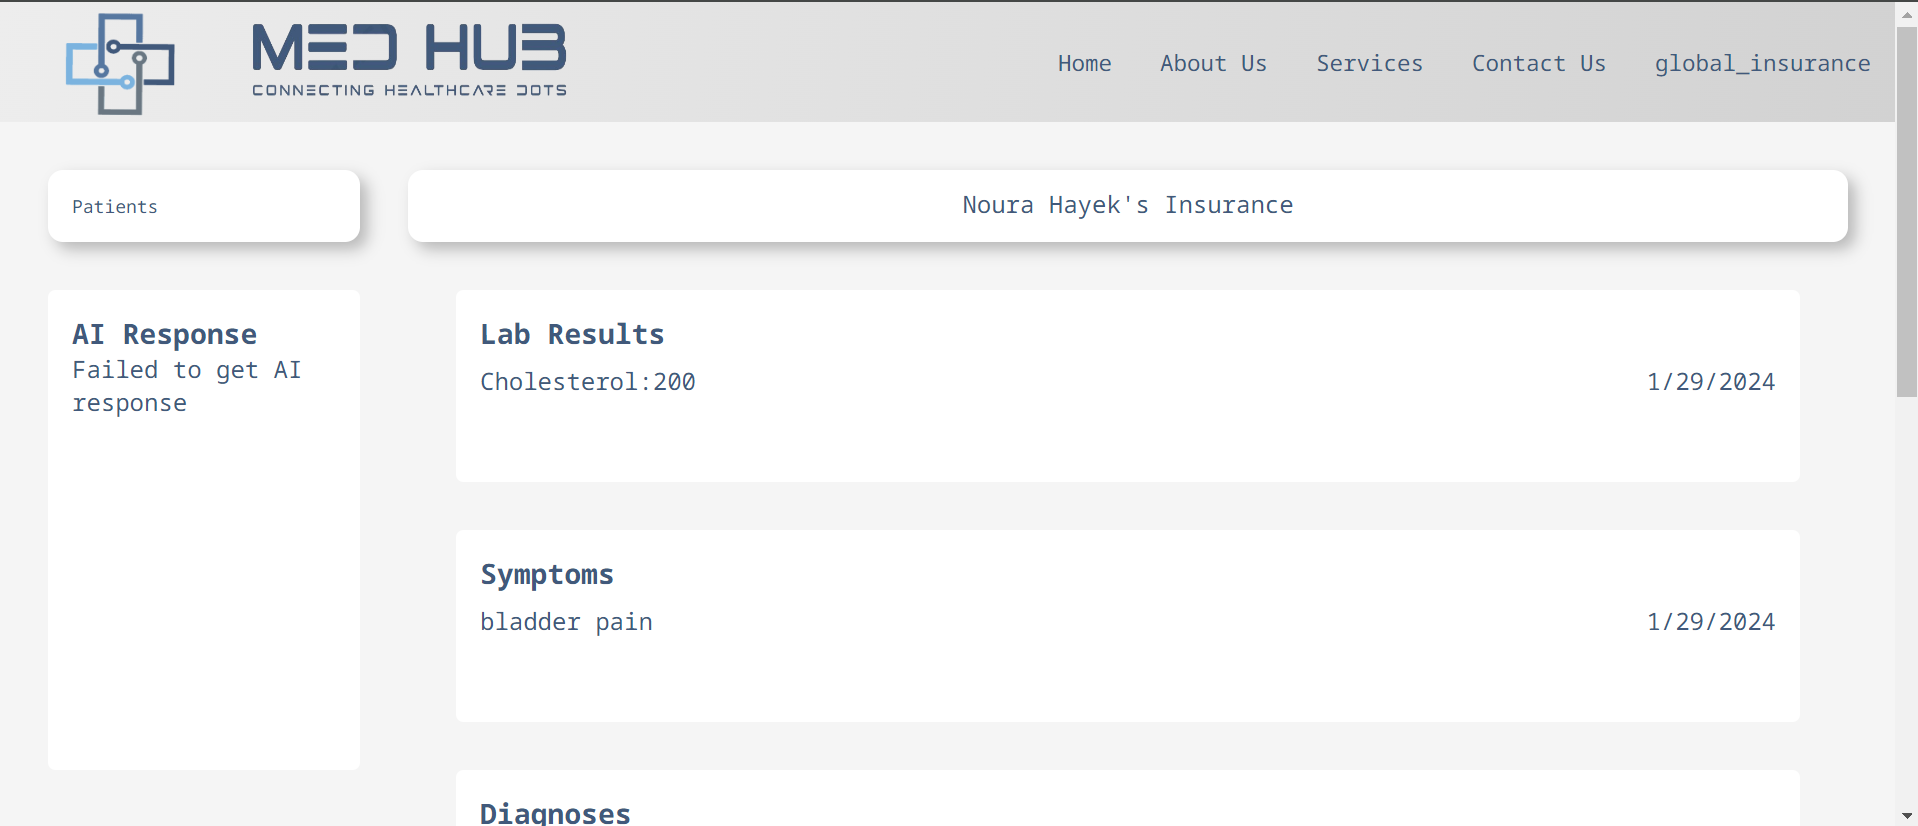 MED HUB
CONNECTING HEALTHCARE DOTS
Home About Us Services Contact Us global_insurance
Patients
Noura Hayek's Insurance
AI Response
Failed to get AI
response
Lab Results
Cholesterol:200 1/29/2024
Symptoms
bladder pain 1/29/2024
Diagnoses